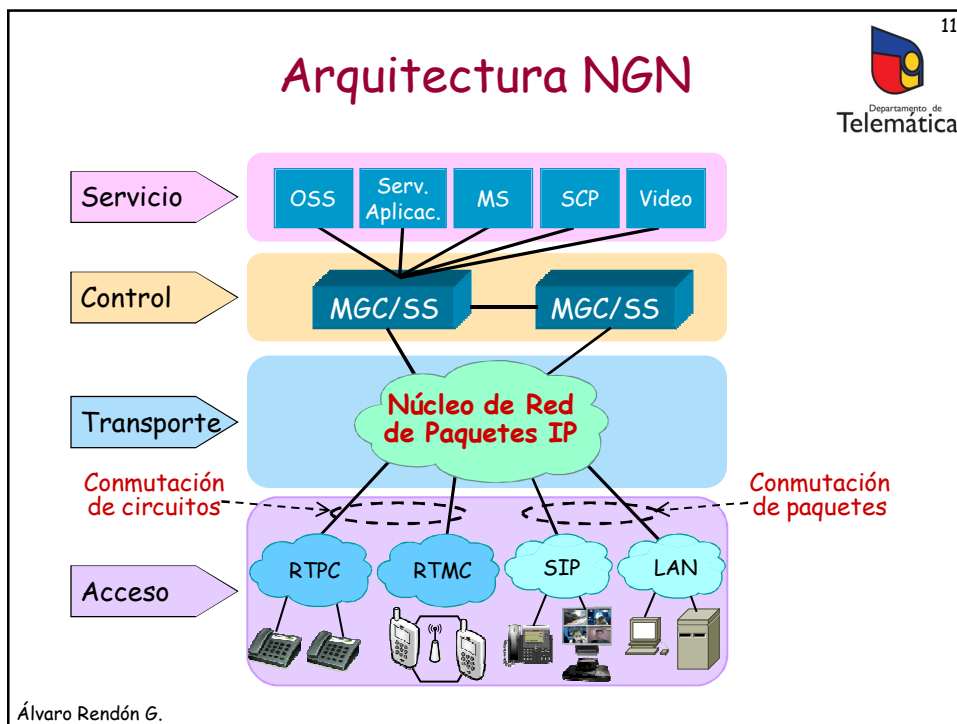 11
Arquitectura NGN
Departamento de
Telemática
Servicio
OSS
Serv.
Aplicac.
MS
SCP
Video
Control
MGC/SS
MGC/SS
Transporte
Núcleo de Red
de Paquetes IP
Conmutación
de circuitos
Conmutación
de paquetes
Acceso
RTPC
RTMC
SIP
LAN
Álvaro Rendón G.